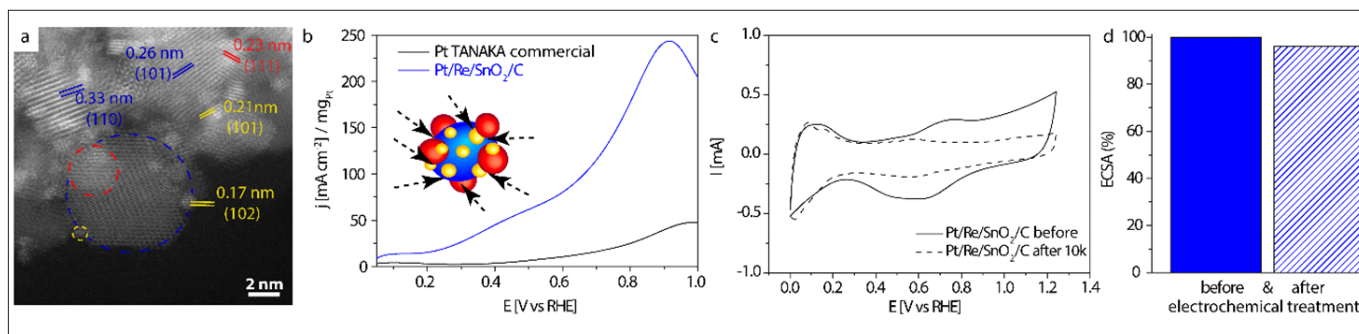 a
0.26 nm
(101)
0.23 nm
(111)
0.33 nm
(110)
0.21nm
(101)
0.17 nm
(102)
2 nm
b
250
200
150
100
50
0
j [mA cm⁻²] / mgPt
Pt TANAKA commercial
Pt/Re/SnO₂/C
0.2 0.4 0.6 0.8 1.0
E [V vs RHE]
c
1.0
0.5
0.0
-0.5
-1.0
I [mA]
Pt/Re/SnO₂/C before
Pt/Re/SnO₂/C after 10k
0.0 0.2 0.4 0.6 0.8 1.0 1.2 1.4
E [V vs RHE]
d
100
80
60
40
20
0
ECSA (%)
before & after
electrochemical treatment